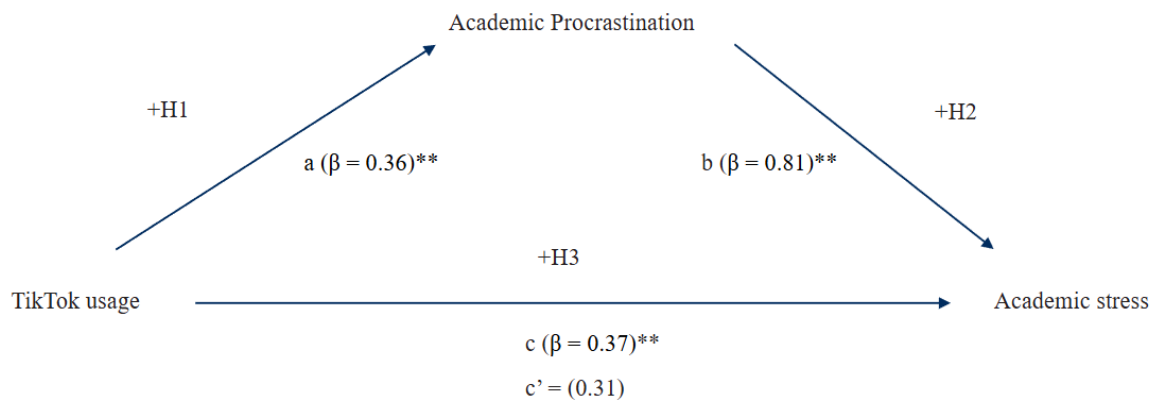 Academic Procrastination
+H1
+H2
a (β = 0.36)**
b (β = 0.81)**
+H3
TikTok usage
Academic stress
c (β = 0.37)**
c’ = (0.31)